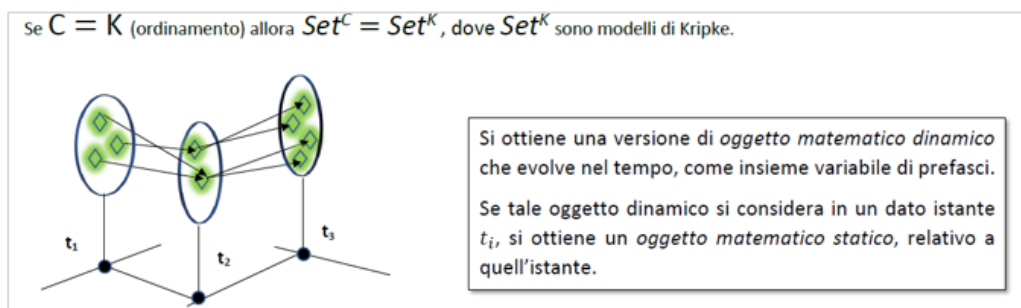 Se C = K (ordinamento) allora Set^C = Set^K, dove Set^K sono modelli di Kripke.
t₁
t₂
t₃
Si ottiene una versione di oggetto matematico dinamico
che evolve nel tempo, come insieme variabile di prefasci.
Se tale oggetto dinamico si considera in un dato istante
tᵢ, si ottiene un oggetto matematico statico, relativo a
quell'istante.